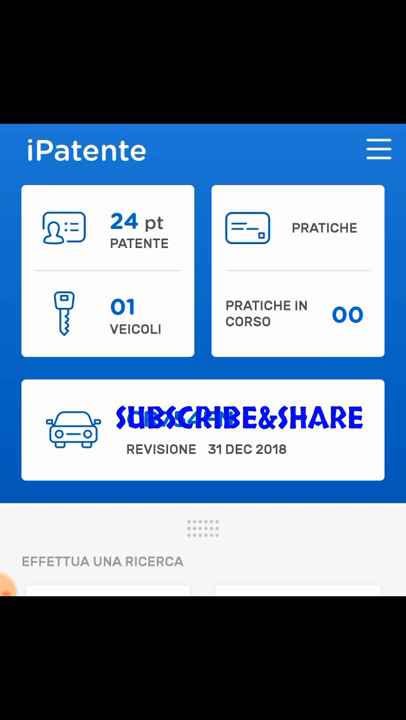 iPatente
24 pt
PATENTE
01
VEICOLI
PRATICHE
PRATICHE IN
CORSO
00
SUBSCRIBE&SHARE
REVISIONE 31 DEC 2018
EFFETTUA UNA RICERCA